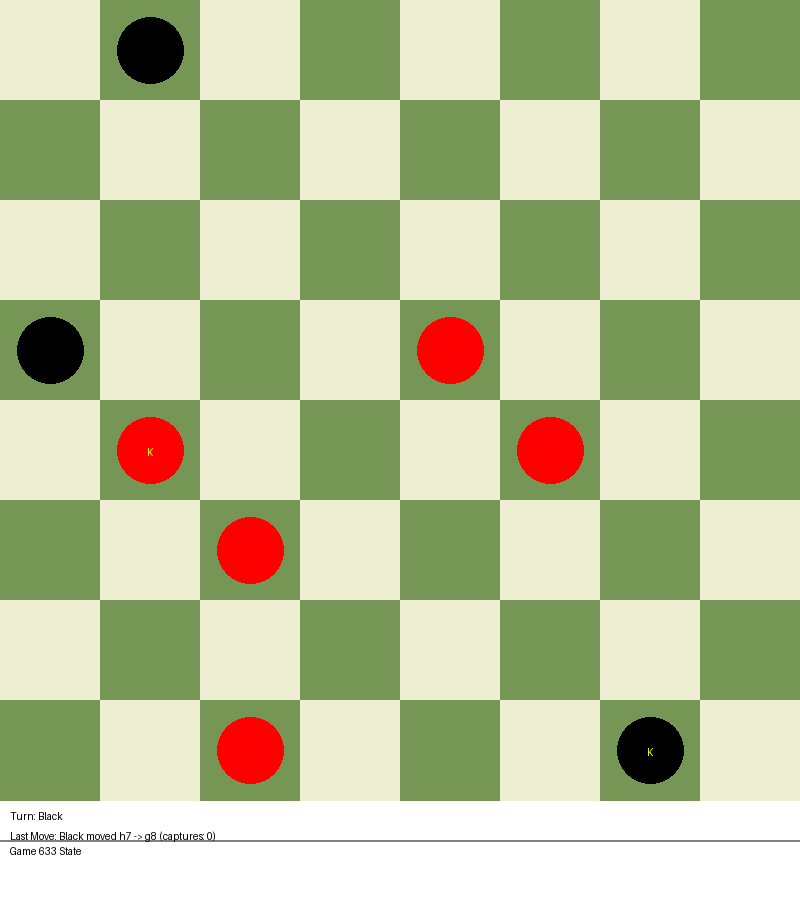 K
K
Turn: Black
Last Move: Black moved h7 -> g8 (captures: 0)
Game 633 State